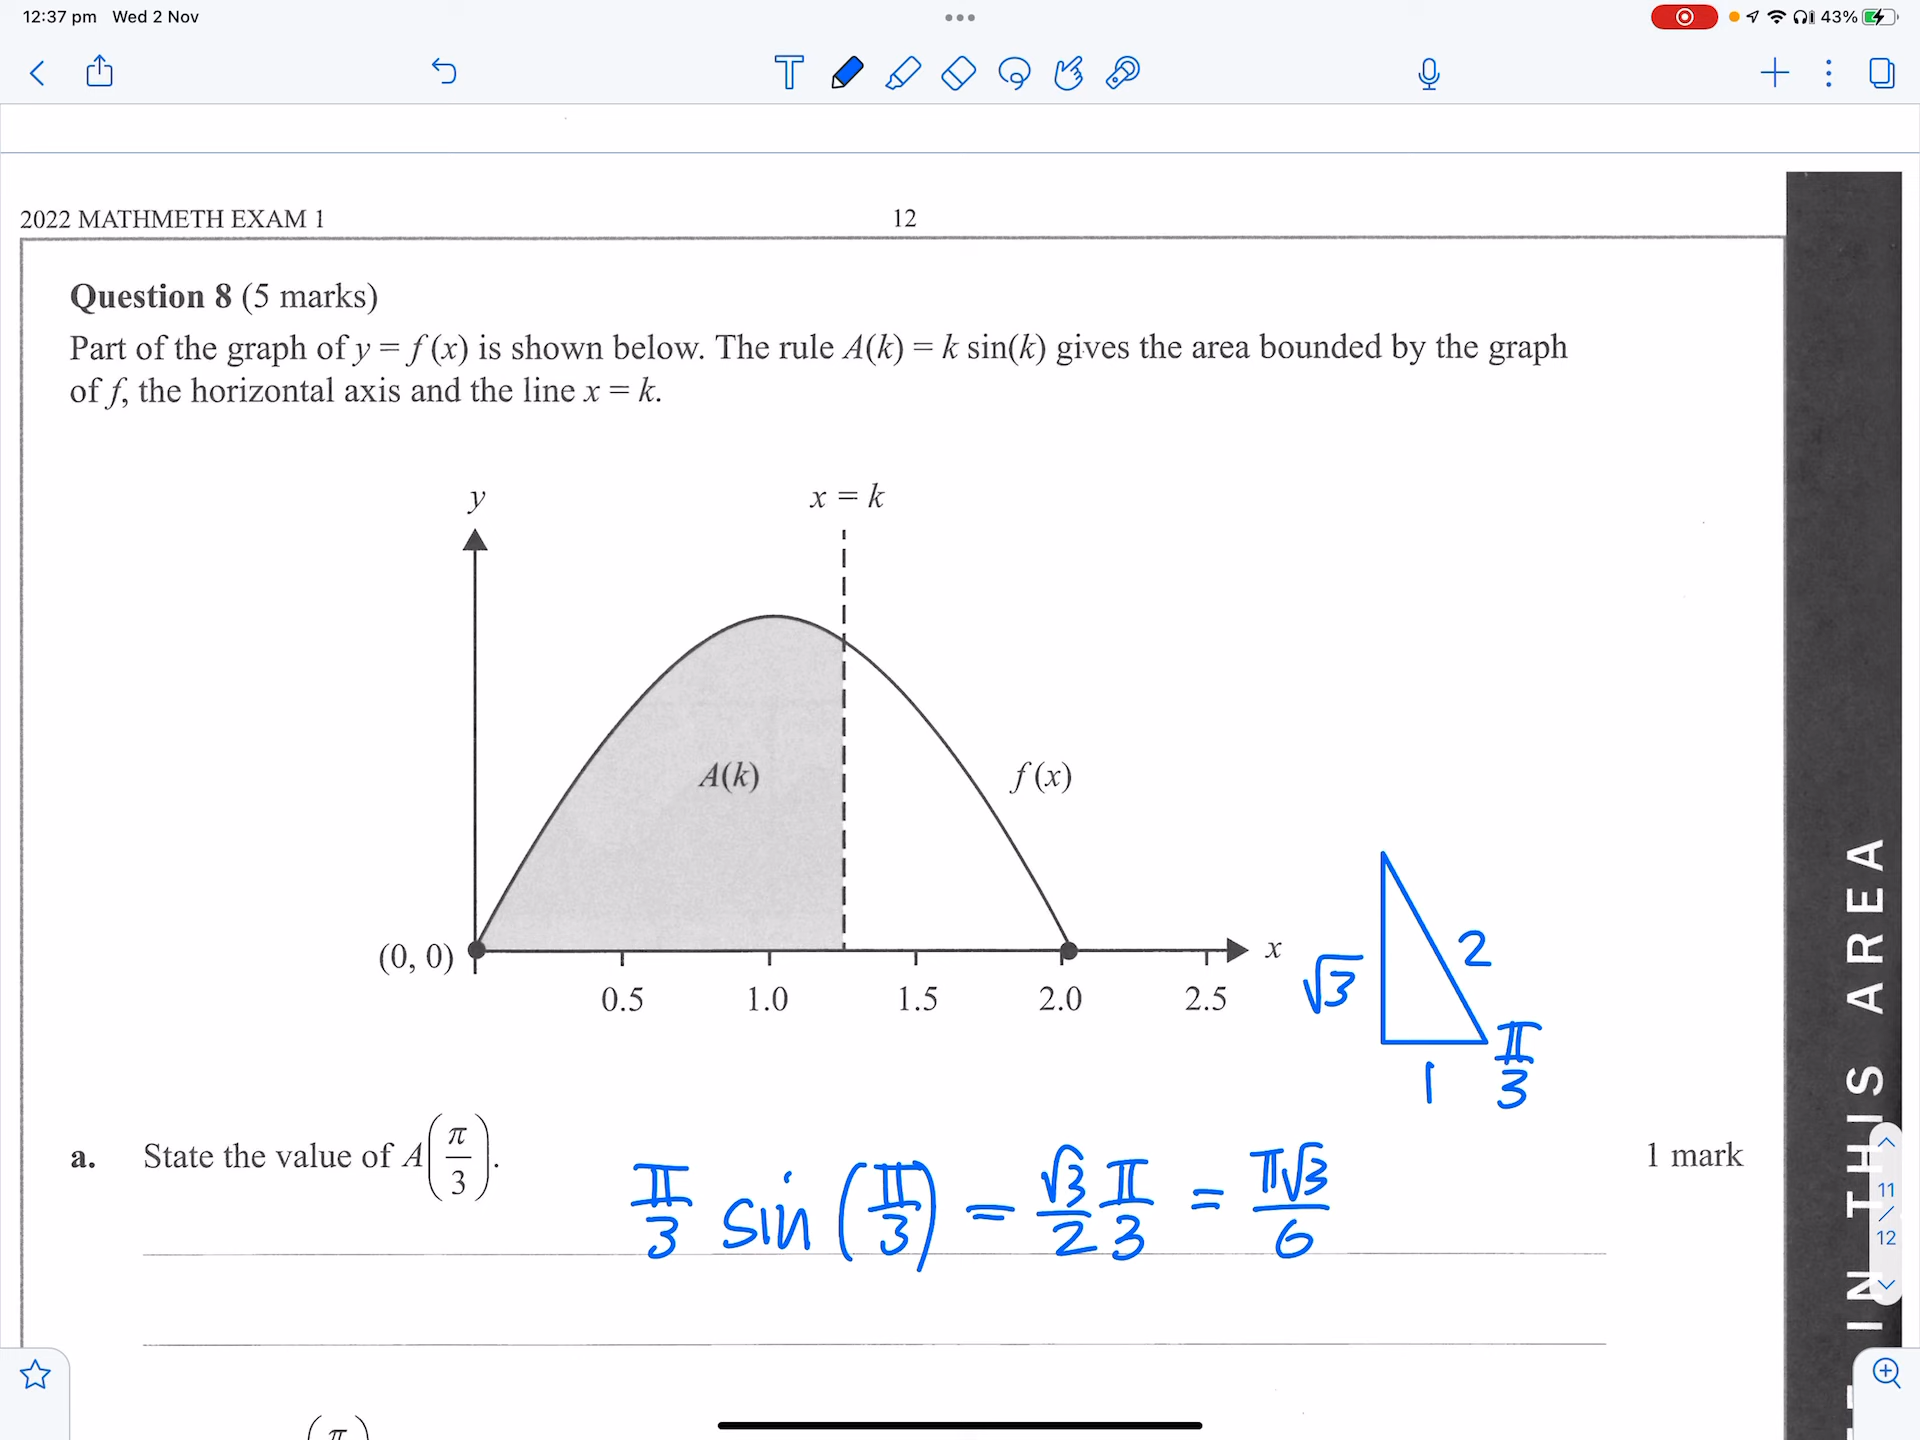 12:37 pm Wed 2 Nov
43%
2022 MATHMETH EXAM 1
12
Question 8 (5 marks)
Part of the graph of y = f(x) is shown below. The rule A(k) = k sin(k) gives the area bounded by the graph
of f, the horizontal axis and the line x = k.
y
x = k
A(k)
f(x)
(0, 0)
x
0.5 1.0 1.5 2.0 2.5
√3
2
1
π/3
a. State the value of A(π/3).
1 mark
π/3 sin(π/3) = √3/2 π/3 = π√3/6
IN THIS AREA
11
/
12
(π)